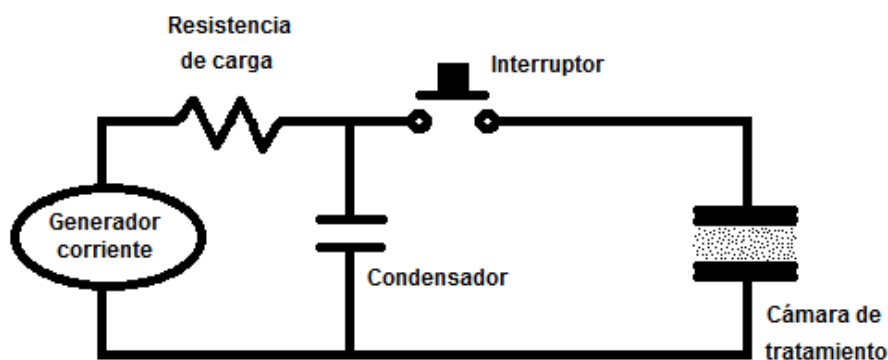 Resistencia
de carga
Interruptor
Generador
corriente
Condensador
Cámara de
tratamiento